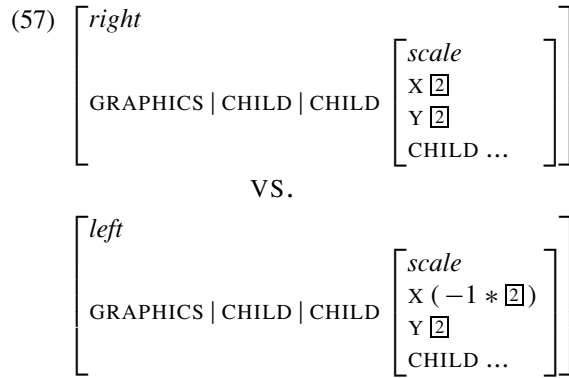 (57) right
scale
X 2
GRAPHICS | CHILD | CHILD
Y 2
CHILD ...
VS.
left
scale
X ( −1 * 2 )
GRAPHICS | CHILD | CHILD
Y 2
CHILD ...